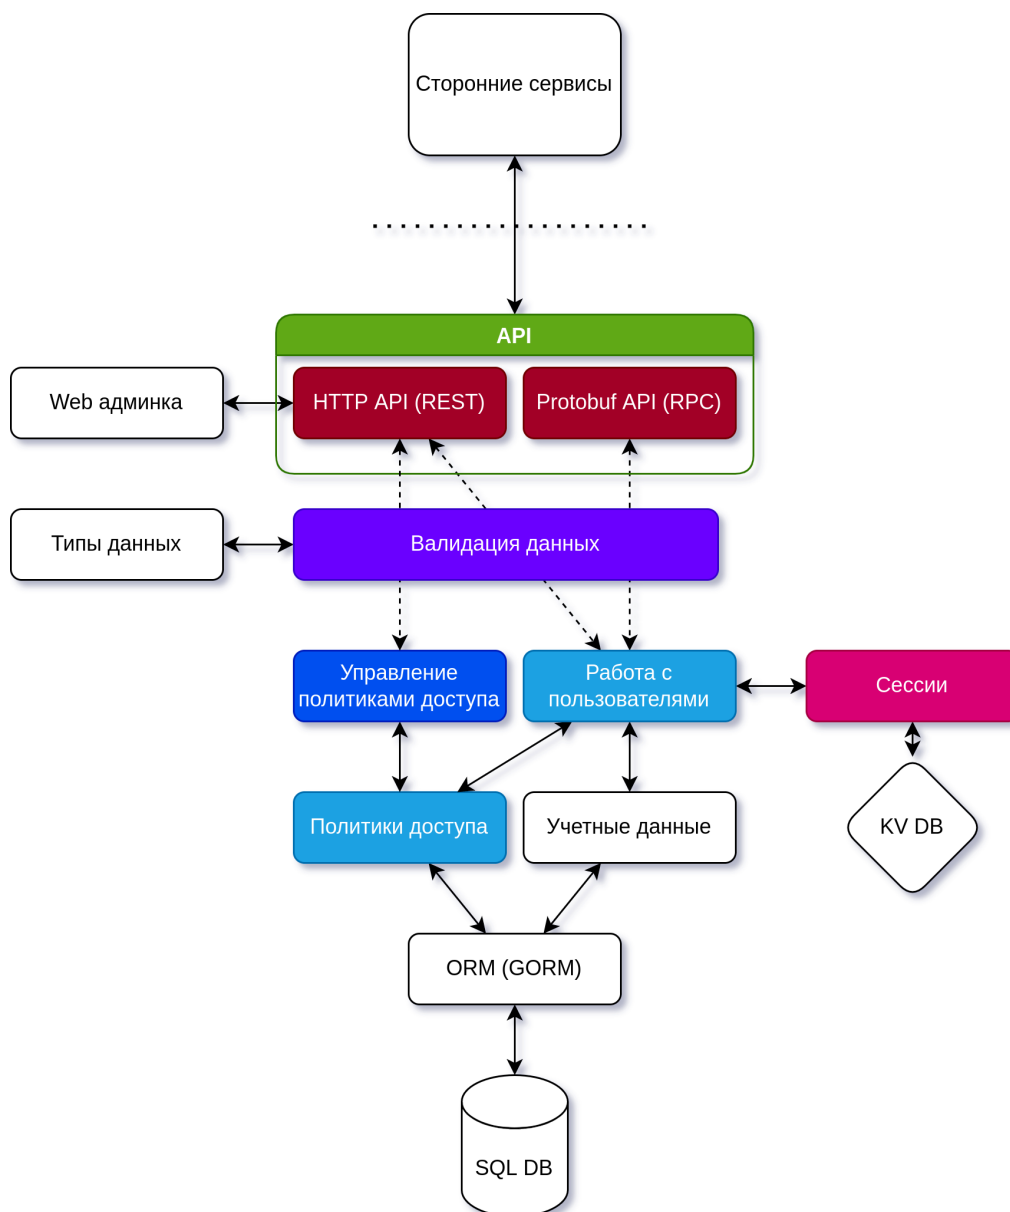 Сторонние сервисы
API
Web админка
HTTP API (REST)
Protobuf API (RPC)
Типы данных
Валидация данных
Управление
политиками доступа
Работа с
пользователями
Сессии
Политики доступа
Учетные данные
KV DB
ORM (GORM)
SQL DB